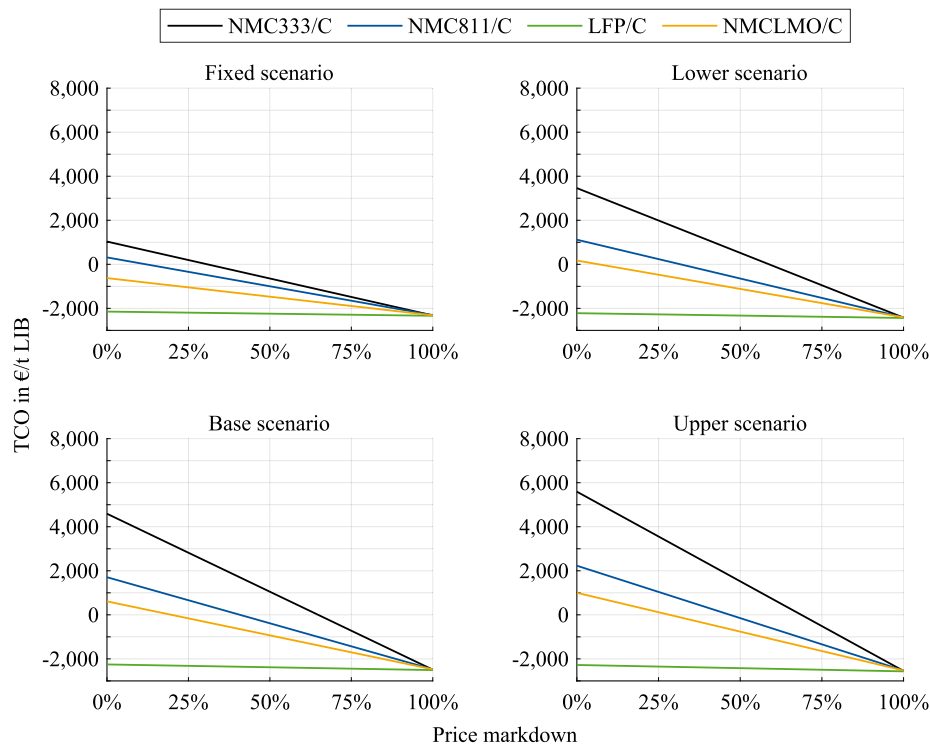 NMC333/C NMC811/C LFP/C NMCLMO/C
Fixed scenario
8,000
6,000
4,000
2,000
0
-2,000
0% 25% 50% 75% 100%
Lower scenario
8,000
6,000
4,000
2,000
0
-2,000
0% 25% 50% 75% 100%
TCO in €/t LIB
Base scenario
8,000
6,000
4,000
2,000
0
-2,000
0% 25% 50% 75% 100%
Upper scenario
8,000
6,000
4,000
2,000
0
-2,000
0% 25% 50% 75% 100%
Price markdown